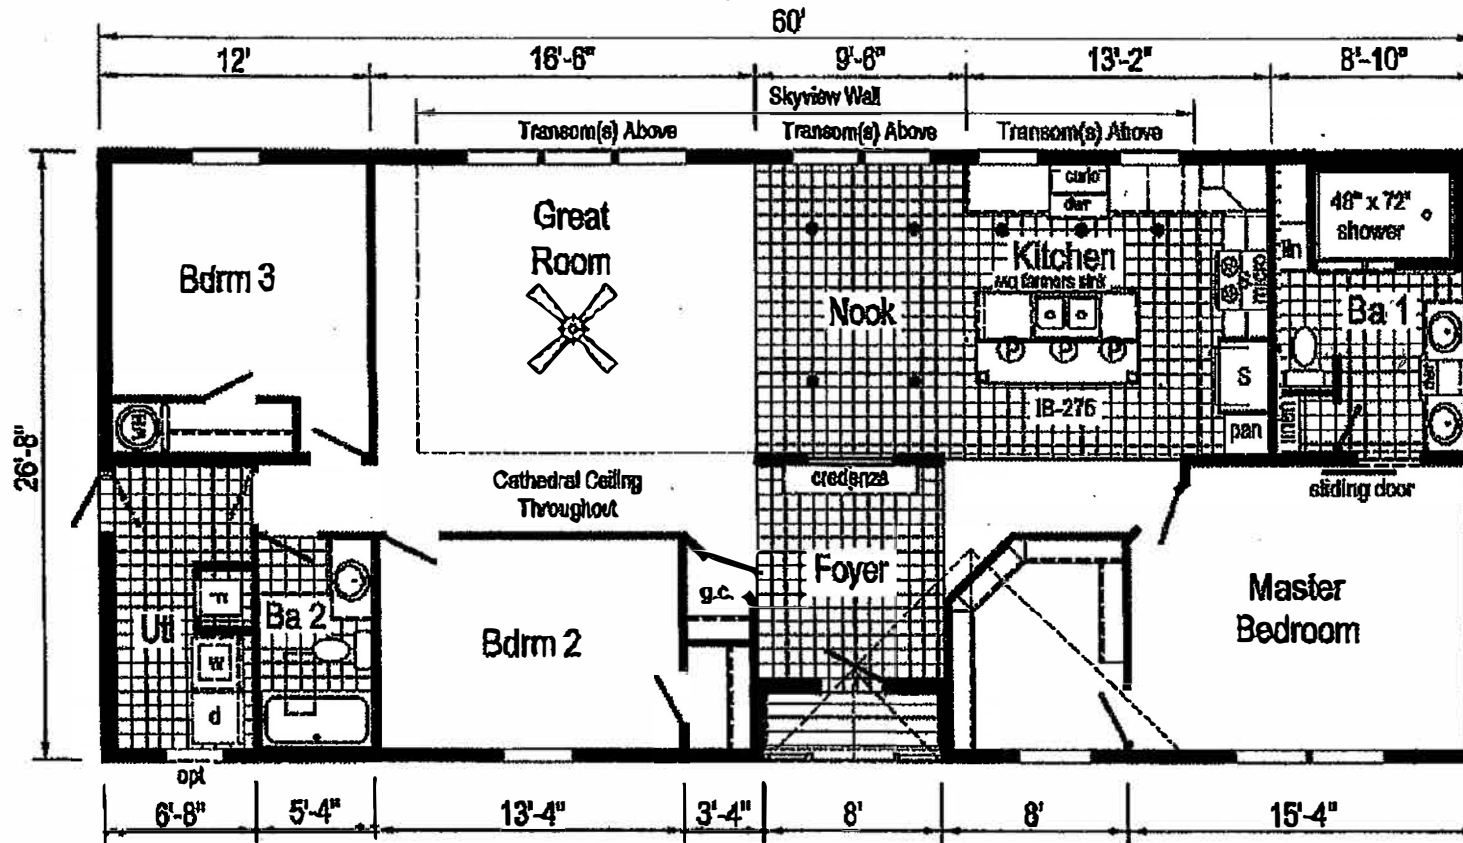 60'
12'
16'-6"
9'-6"
13'-2"
8'-10"
Skyview Wall
Transom(s) Above
Transom(s) Above
Transom(s) Above
26'-8"
Bdrm 3
Great
Room
Nook
Kitchen
farmers sink
micro
lin
48" x 72"
shower
Ba 1
P P P
IB-276
S
pan
W/H
Cathedral Ceiling
Throughout
credenza
sliding door
Foyer
g.c.
Utl
w
d
Ba 2
Bdrm 2
Master
Bedroom
opt
6'-8"
5'-4"
13'-4"
3'-4"
8'
8'
15'-4"